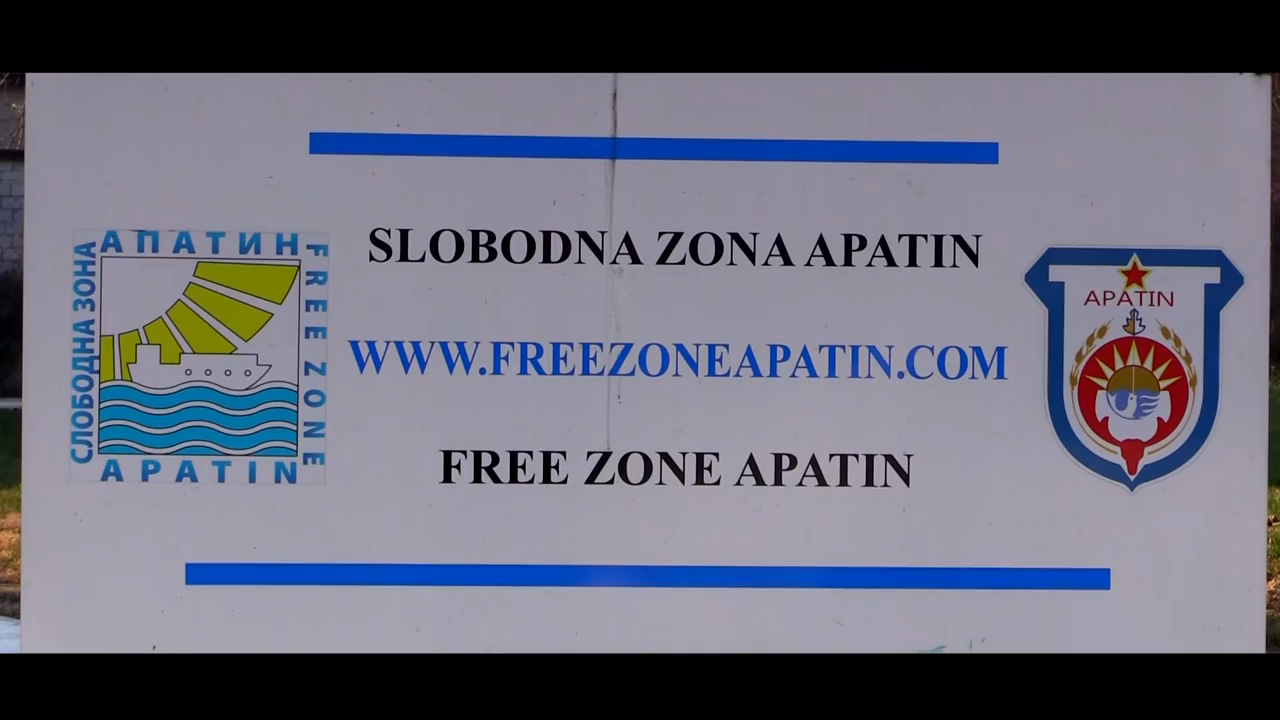 АПАТИН
СЛОБОДНА ЗОНА
FREE ZONE
APATIN
SLOBODNA ZONA APATIN
WWW.FREEZONEAPATIN.COM
FREE ZONE APATIN
APATIN